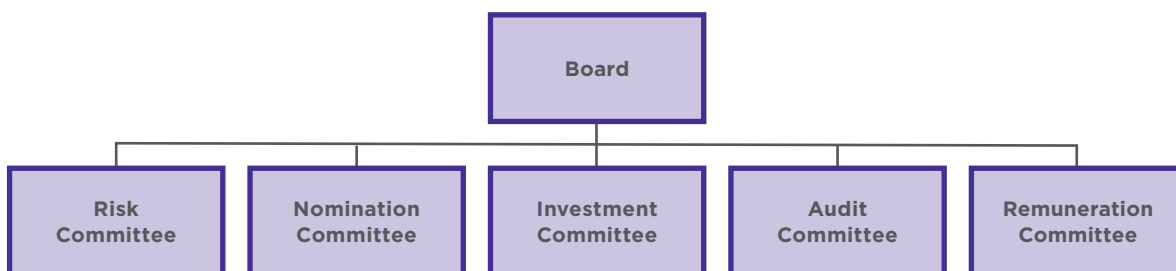 Board
Risk
Committee
Nomination
Committee
Investment
Committee
Audit
Committee
Remuneration
Committee